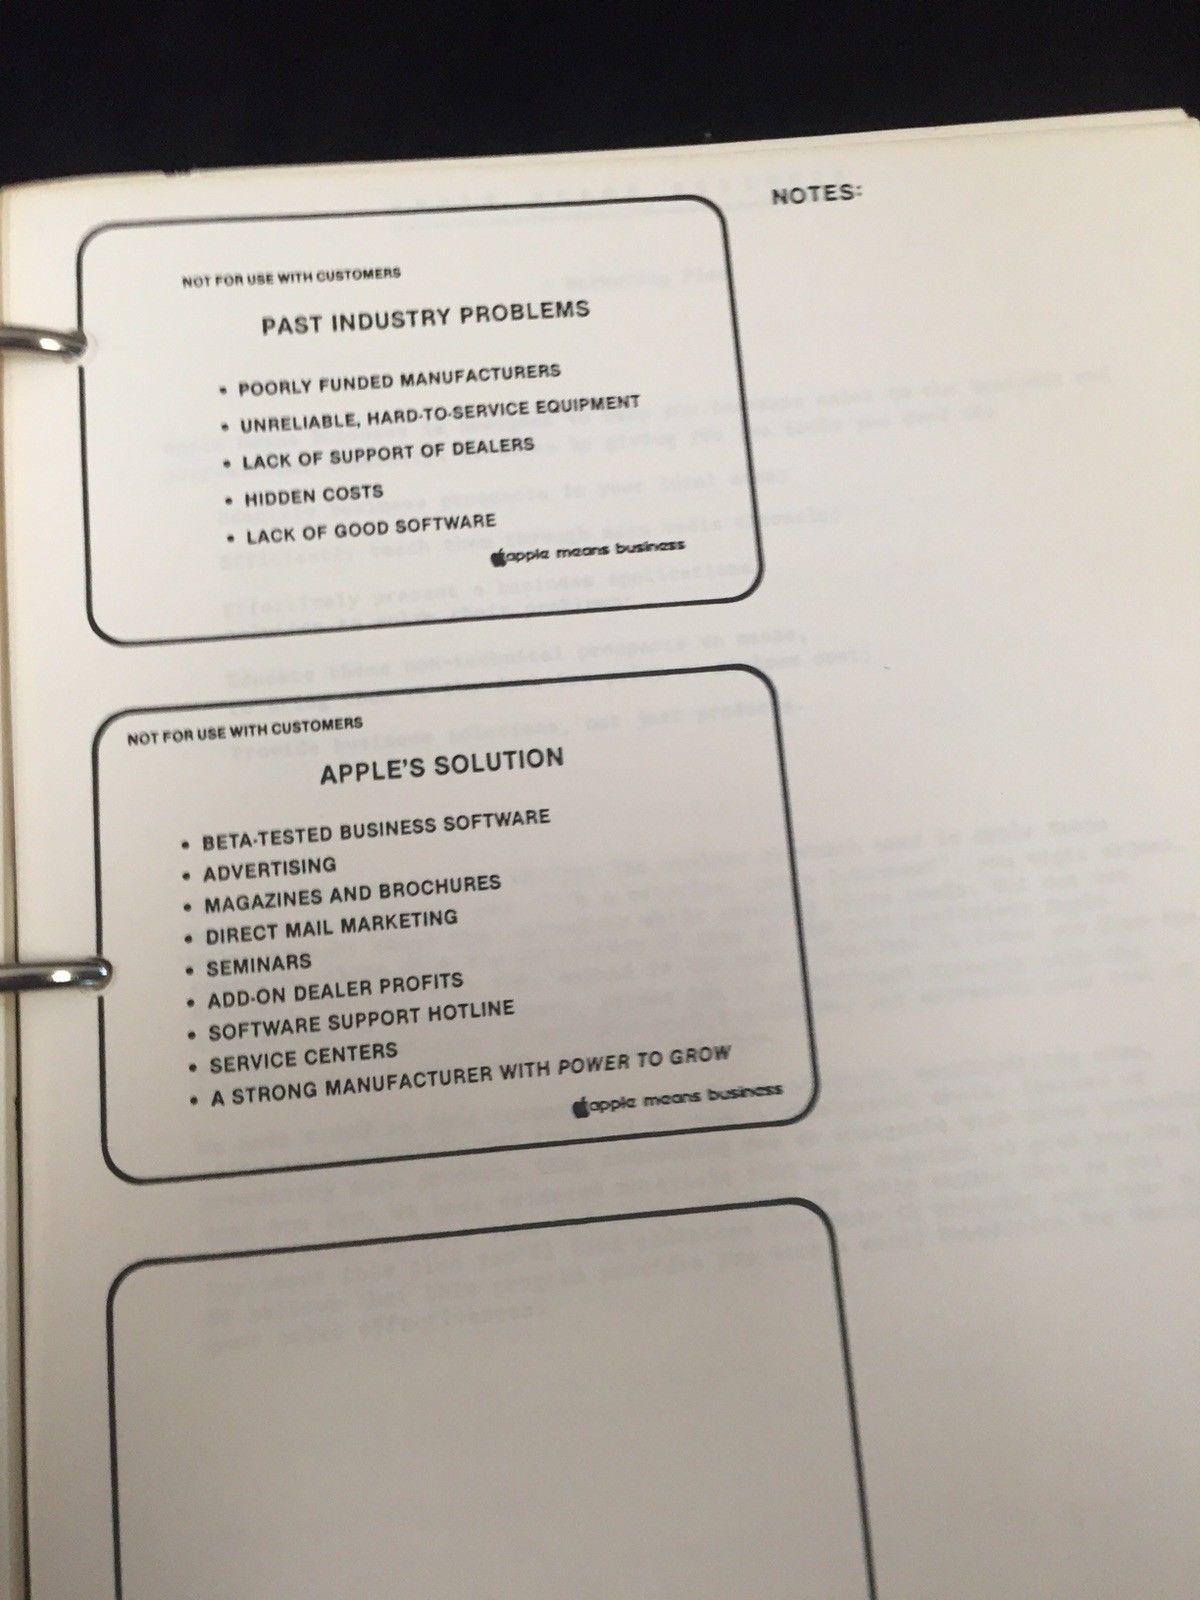 NOTES:
NOT FOR USE WITH CUSTOMERS
PAST INDUSTRY PROBLEMS
• POORLY FUNDED MANUFACTURERS
• UNRELIABLE, HARD-TO-SERVICE EQUIPMENT
• LACK OF SUPPORT OF DEALERS
• HIDDEN COSTS
• LACK OF GOOD SOFTWARE
apple means business
NOT FOR USE WITH CUSTOMERS
APPLE'S SOLUTION
• BETA-TESTED BUSINESS SOFTWARE
• ADVERTISING
• MAGAZINES AND BROCHURES
• DIRECT MAIL MARKETING
• SEMINARS
• ADD-ON DEALER PROFITS
• SOFTWARE SUPPORT HOTLINE
• SERVICE CENTERS
• A STRONG MANUFACTURER WITH POWER TO GROW
apple means business